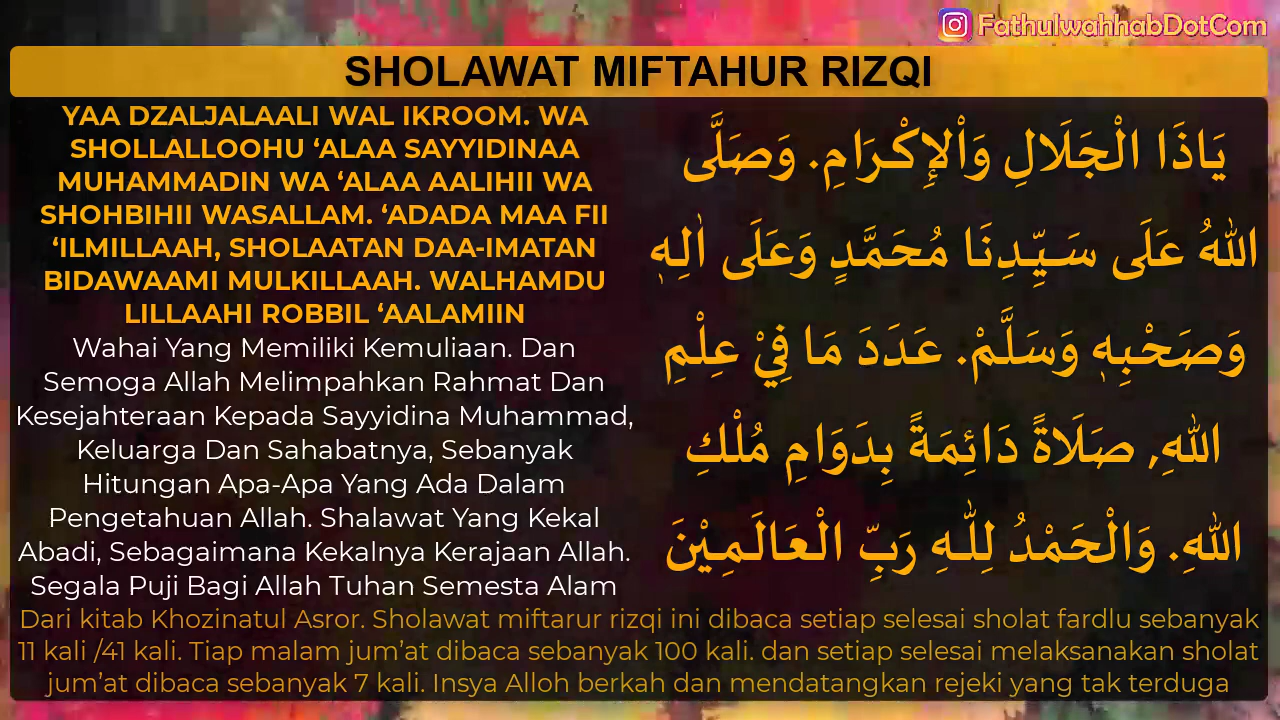 FathulwahhabDotCom
SHOLAWAT MIFTAHUR RIZQI
YAA DZALJALAALI WAL IKROOM. WA
SHOLLALLOOHU ‘ALAA SAYYIDINAA
MUHAMMADIN WA ‘ALAA AALIHII WA
SHOHBIHII WASALLAM. ‘ADADA MAA FII
‘ILMILLAAH, SHOLAATAN DAA-IMATAN
BIDAWAAMI MULKILLAAH. WALHAMDU
LILLAAHI ROBBIL ‘AALAMIIN
Wahai Yang Memiliki Kemuliaan. Dan
Semoga Allah Melimpahkan Rahmat Dan
Kesejahteraan Kepada Sayyidina Muhammad,
Keluarga Dan Sahabatnya, Sebanyak
Hitungan Apa-Apa Yang Ada Dalam
Pengetahuan Allah. Shalawat Yang Kekal
Abadi, Sebagaimana Kekalnya Kerajaan Allah.
Segala Puji Bagi Allah Tuhan Semesta Alam
يَاذَا الْجَلَالِ وَاْلإِكْرَامِ. وَصَلَّى
اللهُ عَلَى سَيِّدِنَا مُحَمَّدٍ وَعَلَى اٰلِهٖ
وَصَحْبِهٖ وَسَلَّمْ. عَدَدَ مَا فِيْ عِلْمِ
اللهِ, صَلَاةً دَائِمَةً بِدَوَامِ مُلْكِ
اللهِ. وَالْحَمْدُ لِلّٰهِ رَبِّ الْعَالَمِيْنَ
Dari kitab Khozinatul Asror. Sholawat miftarur rizqi ini dibaca setiap selesai sholat fardlu sebanyak
11 kali /41 kali. Tiap malam jum’at dibaca sebanyak 100 kali. dan setiap selesai melaksanakan sholat
jum’at dibaca sebanyak 7 kali. Insya Alloh berkah dan mendatangkan rejeki yang tak terduga